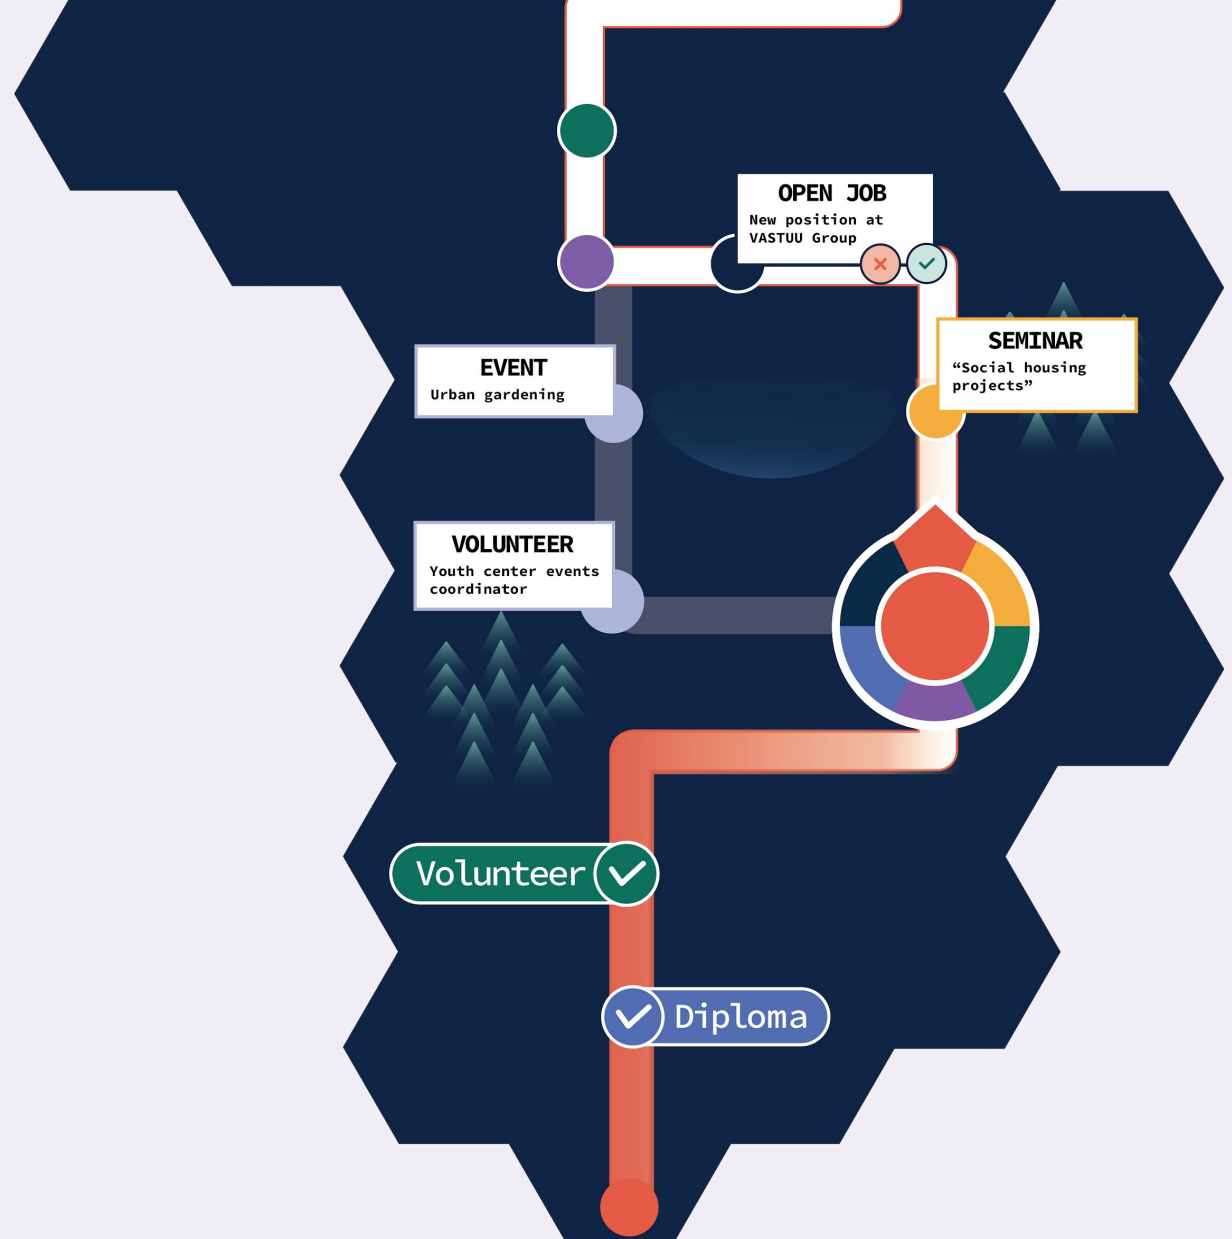 OPEN JOB
New position at
VASTUU Group
SEMINAR
“Social housing
projects”
EVENT
Urban gardening
VOLUNTEER
Youth center events
coordinator
Volunteer
Diploma